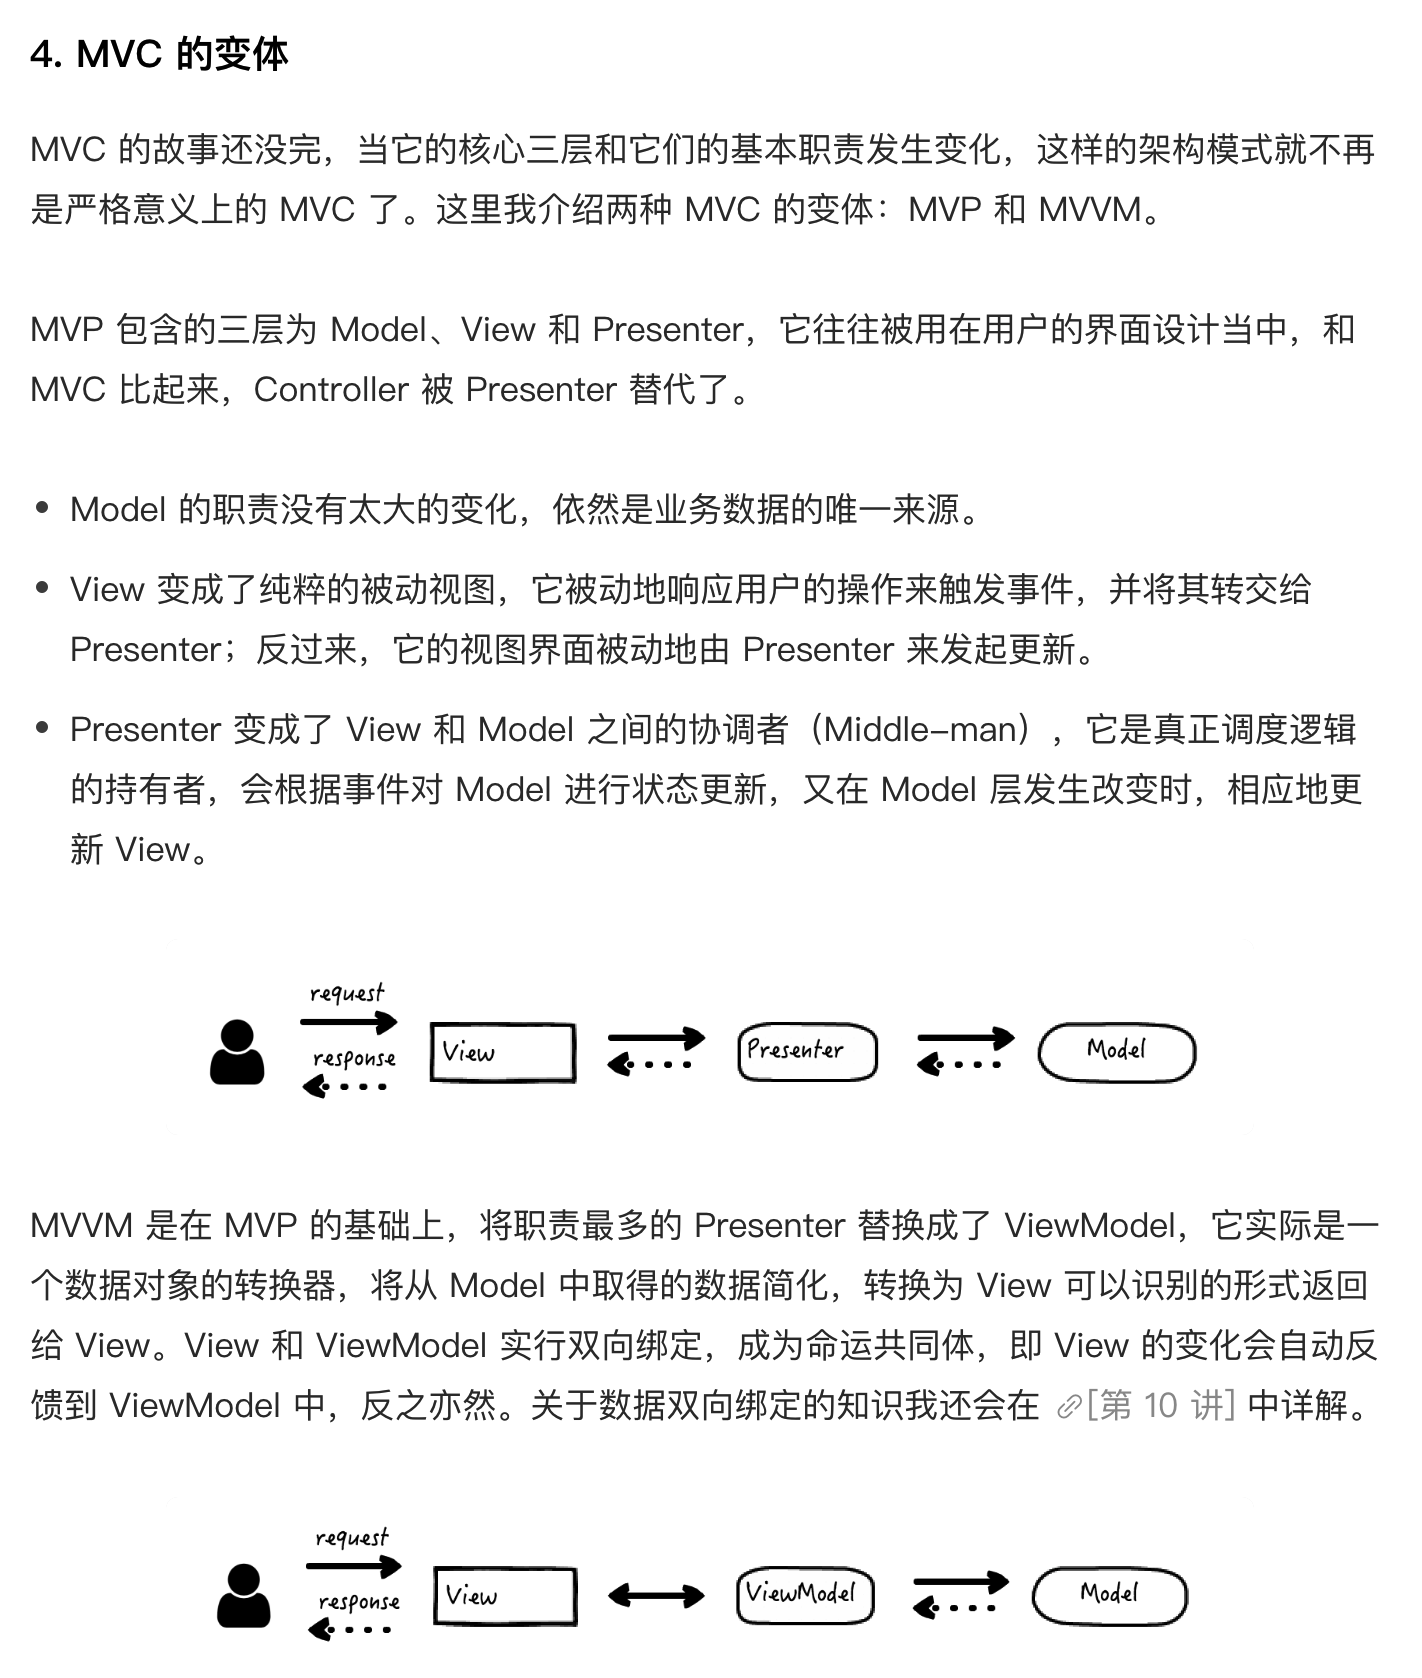 4. MVC 的变体
MVC 的故事还没完，当它的核心三层和它们的基本职责发生变化，这样的架构模式就不再
是严格意义上的 MVC 了。这里我介绍两种 MVC 的变体：MVP 和 MVVM。
MVP 包含的三层为 Model、View 和 Presenter，它往往被用在用户的界面设计当中，和
MVC 比起来，Controller 被 Presenter 替代了。
• Model 的职责没有太大的变化，依然是业务数据的唯一来源。
• View 变成了纯粹的被动视图，它被动地响应用户的操作来触发事件，并将其转交给
Presenter；反过来，它的视图界面被动地由 Presenter 来发起更新。
• Presenter 变成了 View 和 Model 之间的协调者（Middle-man），它是真正调度逻辑
的持有者，会根据事件对 Model 进行状态更新，又在 Model 层发生改变时，相应地更
新 View。
request
response
View
Presenter
Model
MVVM 是在 MVP 的基础上，将职责最多的 Presenter 替换成了 ViewModel，它实际是一
个数据对象的转换器，将从 Model 中取得的数据简化，转换为 View 可以识别的形式返回
给 View。View 和 ViewModel 实行双向绑定，成为命运共同体，即 View 的变化会自动反
馈到 ViewModel 中，反之亦然。关于数据双向绑定的知识我还会在 [第 10 讲] 中详解。
request
response
View
ViewModel
Model